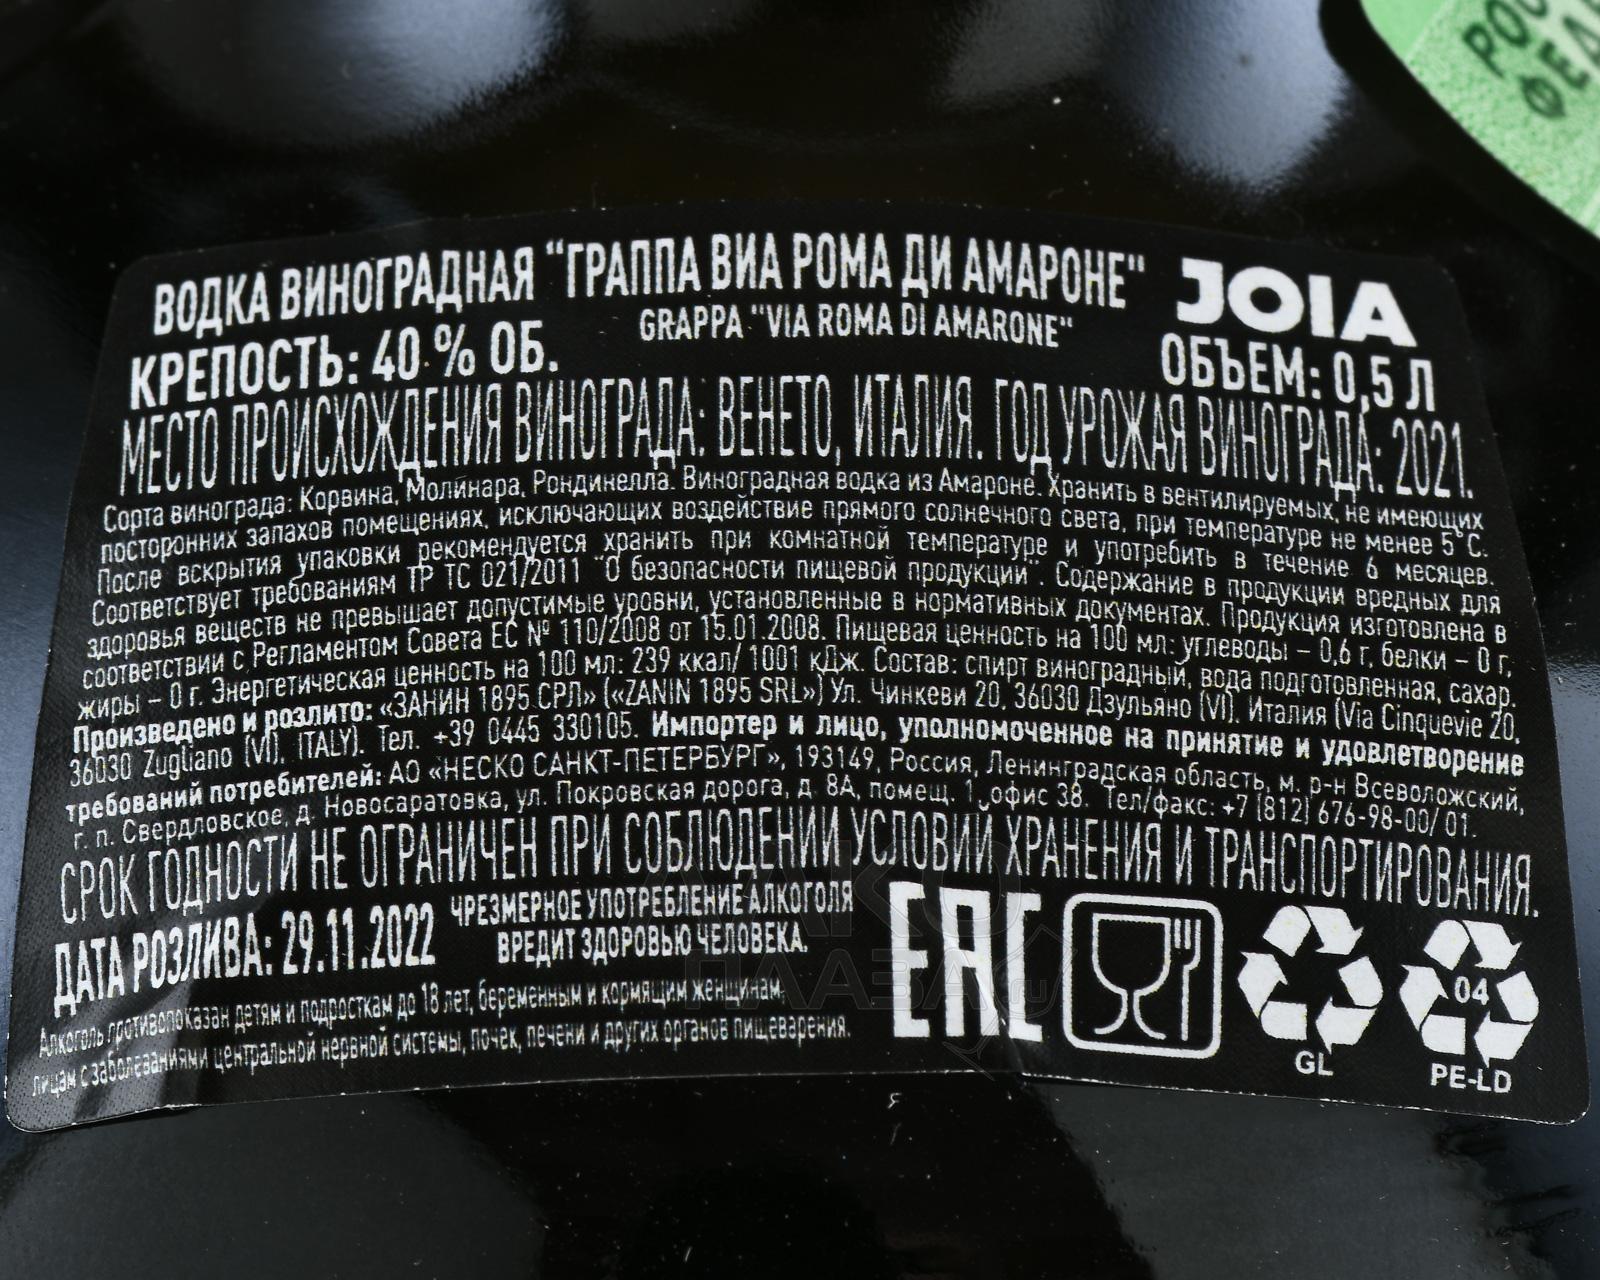 РОС
ФЕД
ВОДКА ВИНОГРАДНАЯ "ГРАППА ВИА РОМА ДИ АМАРОНЕ" JOIA
GRAPPA "VIA ROMA DI AMARONE"
КРЕПОСТЬ: 40 % ОБ. ОБЪЕМ: 0,5 Л
МЕСТО ПРОИСХОЖДЕНИЯ ВИНОГРАДА: ВЕНЕТО, ИТАЛИЯ. ГОД УРОЖАЯ ВИНОГРАДА: 2021.
Сорта винограда: Корвина, Молинара, Рондинелла. Виноградная водка из Амароне. Хранить в вентилируемых, не имеющих
посторонних запахов помещениях, исключающих воздействие прямого солнечного света, при температуре не менее 5˚С.
После вскрытия упаковки рекомендуется хранить при комнатной температуре и употребить в течение 6 месяцев.
Соответствует требованиям ТР ТС 021/2011 "О безопасности пищевой продукции". Содержание в продукции вредных для
здоровья веществ не превышает допустимые уровни, установленные в нормативных документах. Продукция изготовлена в
соответствии с Регламентом Совета ЕС № 110/2008 от 15.01.2008. Пищевая ценность на 100 мл: углеводы – 0,6 г, белки – 0 г,
жиры – 0 г. Энергетическая ценность на 100 мл: 239 ккал/ 1001 кДж. Состав: спирт виноградный, вода подготовленная, сахар.
Произведено и розлито: «ЗАНИН 1895 СРЛ» («ZANIN 1895 SRL») Ул. Чинкеви 20, 36030 Дзульяно (VI). Италия (Via Cinquevie 20,
36030 Zugliano (VI), ITALY). Тел. +39 0445 330105. Импортер и лицо, уполномоченное на принятие и удовлетворение
требований потребителей: АО «НЕСКО САНКТ-ПЕТЕРБУРГ», 193149, Россия, Ленинградская область, м. р-н Всеволожский,
г. п. Свердловское, д. Новосаратовка, ул. Покровская дорога, д. 8А, помещ. 1, офис 38. Тел/факс: +7 (812) 676-98-00/ 01.
СРОК ГОДНОСТИ НЕ ОГРАНИЧЕН ПРИ СОБЛЮДЕНИИ УСЛОВИЙ ХРАНЕНИЯ И ТРАНСПОРТИРОВАНИЯ.
ДАТА РОЗЛИВА: 29.11.2022
ЧРЕЗМЕРНОЕ УПОТРЕБЛЕНИЕ АЛКОГОЛЯ
ВРЕДИТ ЗДОРОВЬЮ ЧЕЛОВЕКА.
Алкоголь противопоказан детям и подросткам до 18 лет, беременным и кормящим женщинам,
лицам с заболеваниями центральной нервной системы, почек, печени и других органов пищеварения.
EAC
GL
04
PE-LD
АЛКО
ПЛАЗА.ru